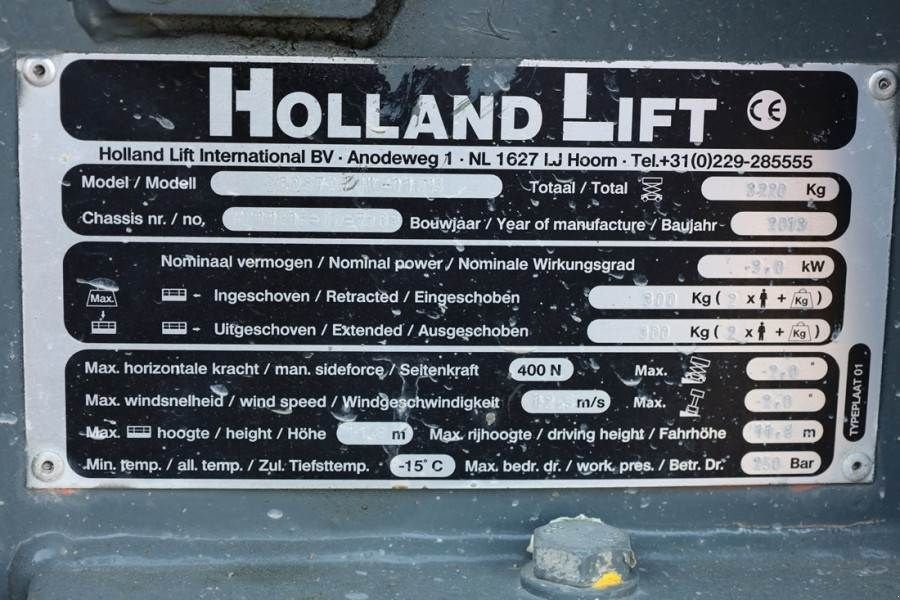 HOLLAND LIFT CE
Holland Lift International BV · Anodeweg 1 · NL 1627 LJ Hoorn · Tel.+31(0)229-285555
Model / Modell Totaal / Total Kg
Chassis nr. / no, Bouwjaar / Year of manufacture / Baujahr 2013
Nominaal vermogen / Nominal power / Nominale Wirkungsgrad kW
Max. Ingeschoven / Retracted / Eingeschoben Kg ( 2 x + Kg )
Uitgeschoven / Extended / Ausgeschoben Kg ( 2 x + Kg )
Max. horizontale kracht / man. sideforce / Seitenkraft 400 N Max. °
Max. windsnelheid / wind speed / Windgeschwindigkeit m/s Max. °
Max. hoogte / height / Höhe m Max. rijhoogte / driving height / Fahrhöhe m
Min. temp. / all. temp. / Zul. Tiefsttemp. -15° C Max. bedr. dr. / work. pres. / Betr. Dr. Bar
TYPEPLAAT 01